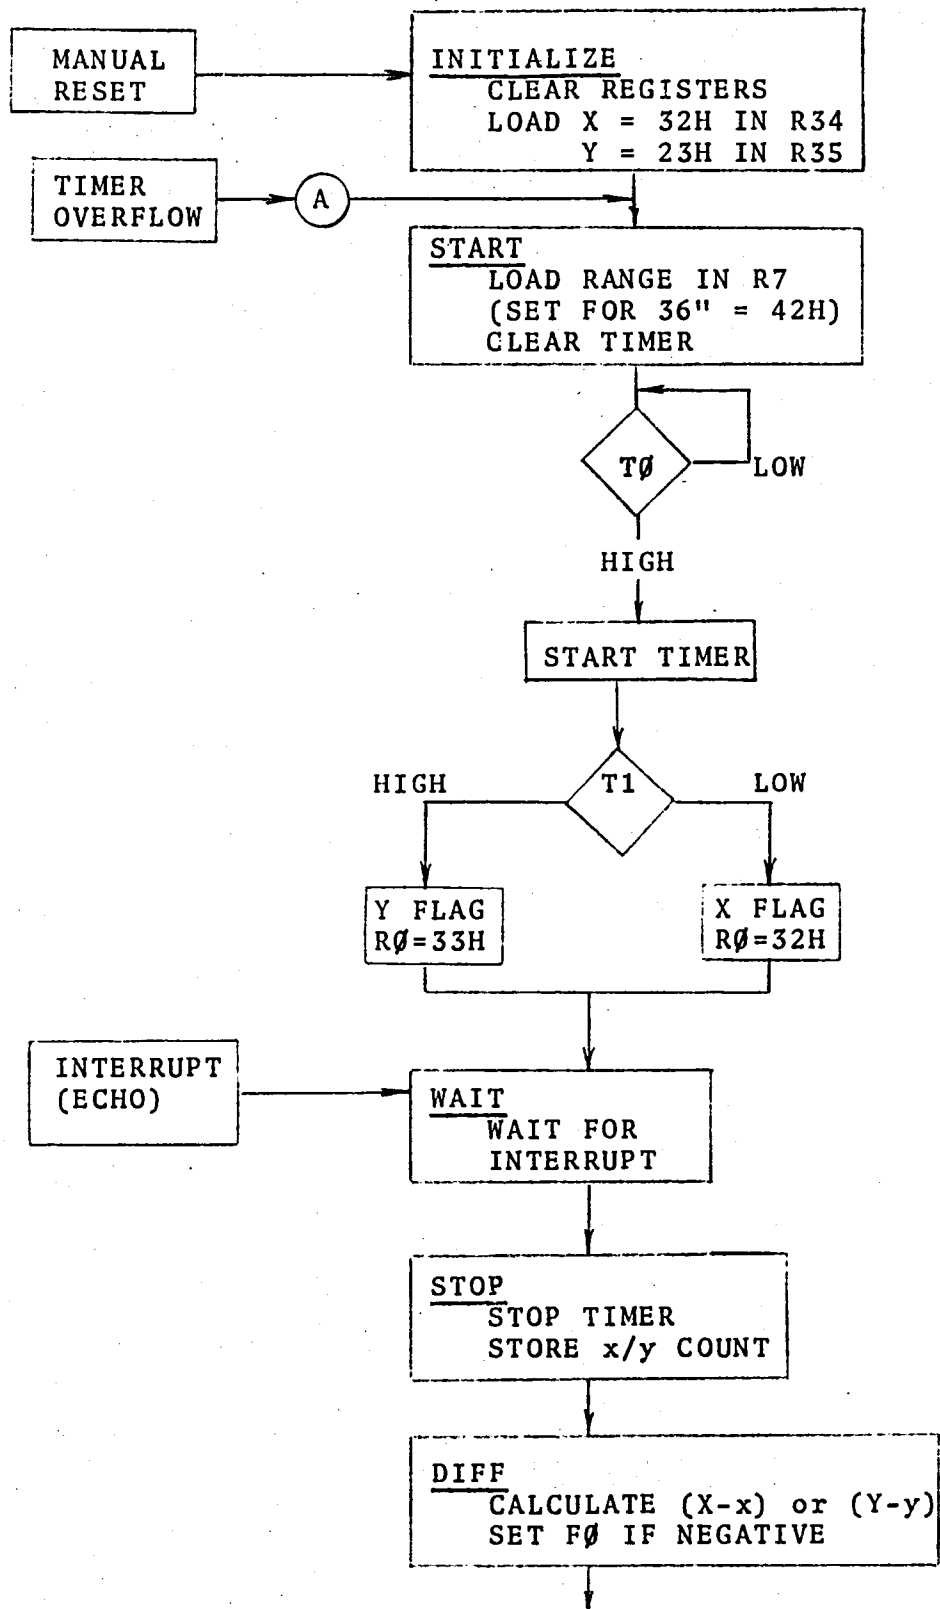 MANUAL
RESET
INITIALIZE
CLEAR REGISTERS
LOAD X = 32H IN R34
Y = 23H IN R35
TIMER
OVERFLOW
A
START
LOAD RANGE IN R7
(SET FOR 36" = 42H)
CLEAR TIMER
TØ
LOW
HIGH
START TIMER
T1
HIGH
LOW
Y FLAG
RØ=33H
X FLAG
RØ=32H
INTERRUPT
(ECHO)
WAIT
WAIT FOR
INTERRUPT
STOP
STOP TIMER
STORE x/y COUNT
DIFF
CALCULATE (X-x) or (Y-y)
SET FØ IF NEGATIVE